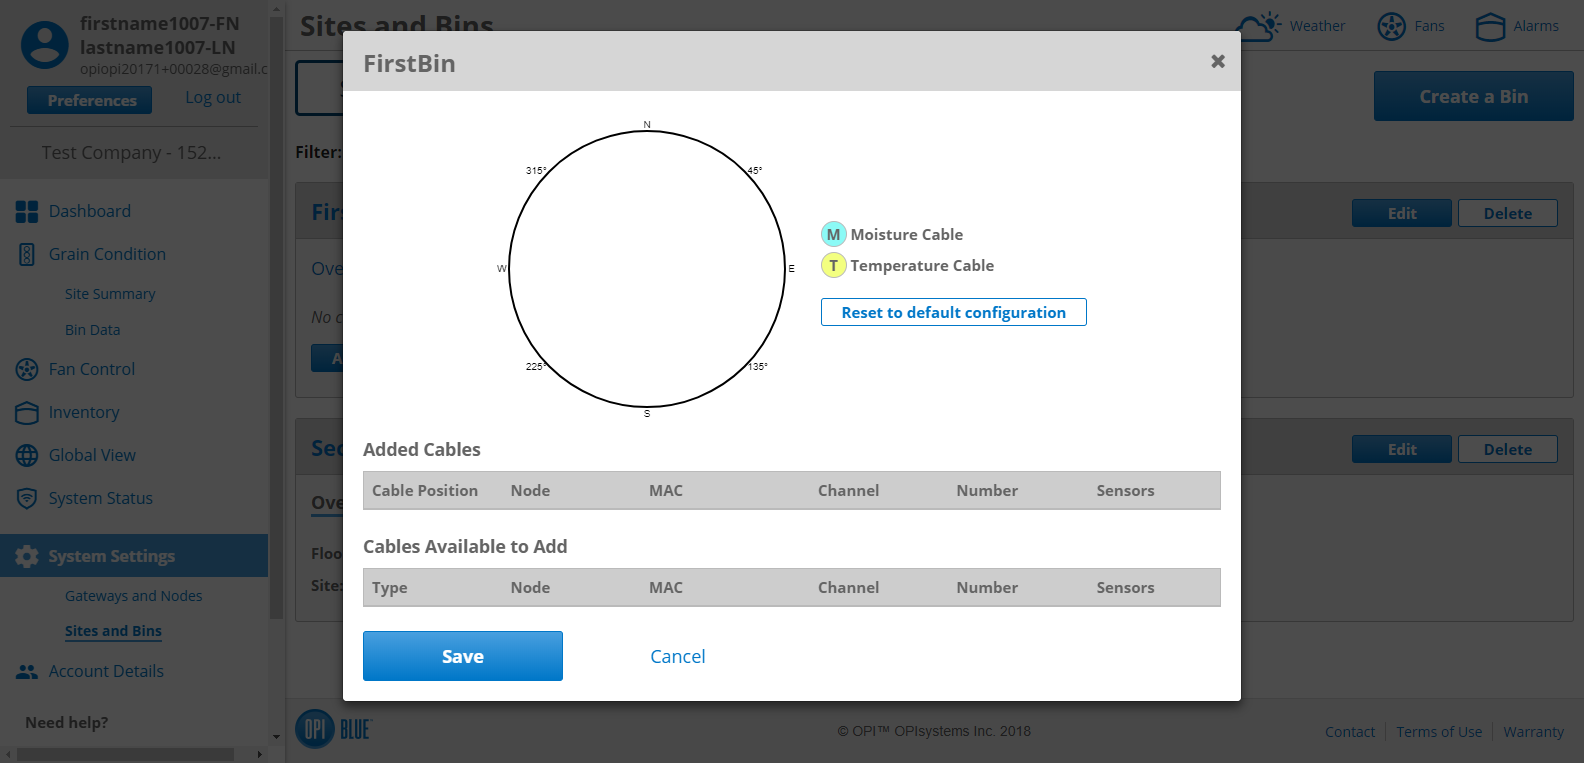 firstname1007-FN
lastname1007-LN
opiopi20171+00028@gmail.c
Preferences
Log out
Test Company - 152...
Dashboard
Grain Condition
Site Summary
Bin Data
Fan Control
Inventory
Global View
System Status
System Settings
Gateways and Nodes
Sites and Bins
Account Details
Need help?
Sites and Bins
Weather
Fans
Alarms
Create a Bin
Filter:
Edit
Delete
No
Edit
Delete
Site:
FirstBin
✖
N
315°
45°
W
E
225°
135°
S
M Moisture Cable
T Temperature Cable
Reset to default configuration
Added Cables
Cable Position Node MAC Channel Number Sensors
Cables Available to Add
Type Node MAC Channel Number Sensors
Save
Cancel
OPI BLUE
© OPI™ OPIsystems Inc. 2018
Contact
Terms of Use
Warranty